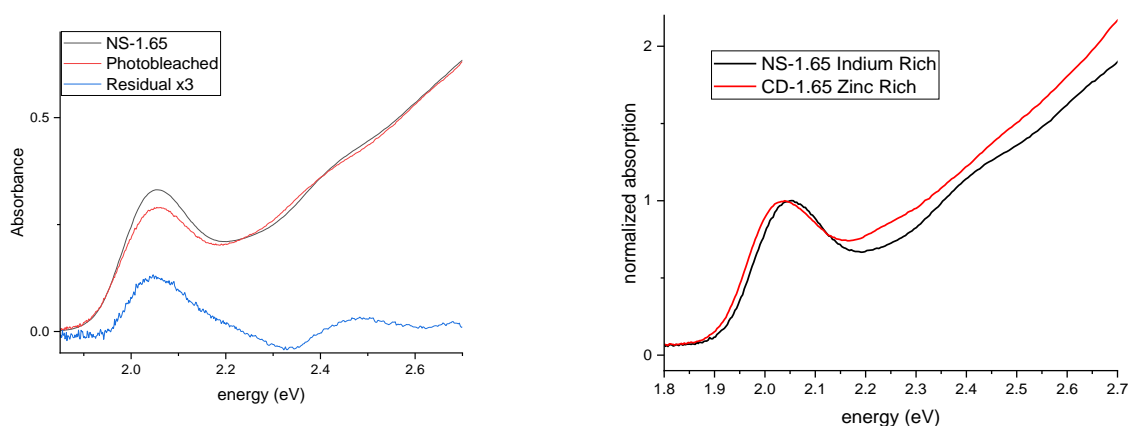 NS-1.65
Photobleached
Residual x3
0.5
0.0
Absorbance
2.0 2.2 2.4 2.6
energy (eV)
NS-1.65 Indium Rich
CD-1.65 Zinc Rich
2
1
0
normalized absorption
1.8 1.9 2.0 2.1 2.2 2.3 2.4 2.5 2.6 2.7
energy (eV)